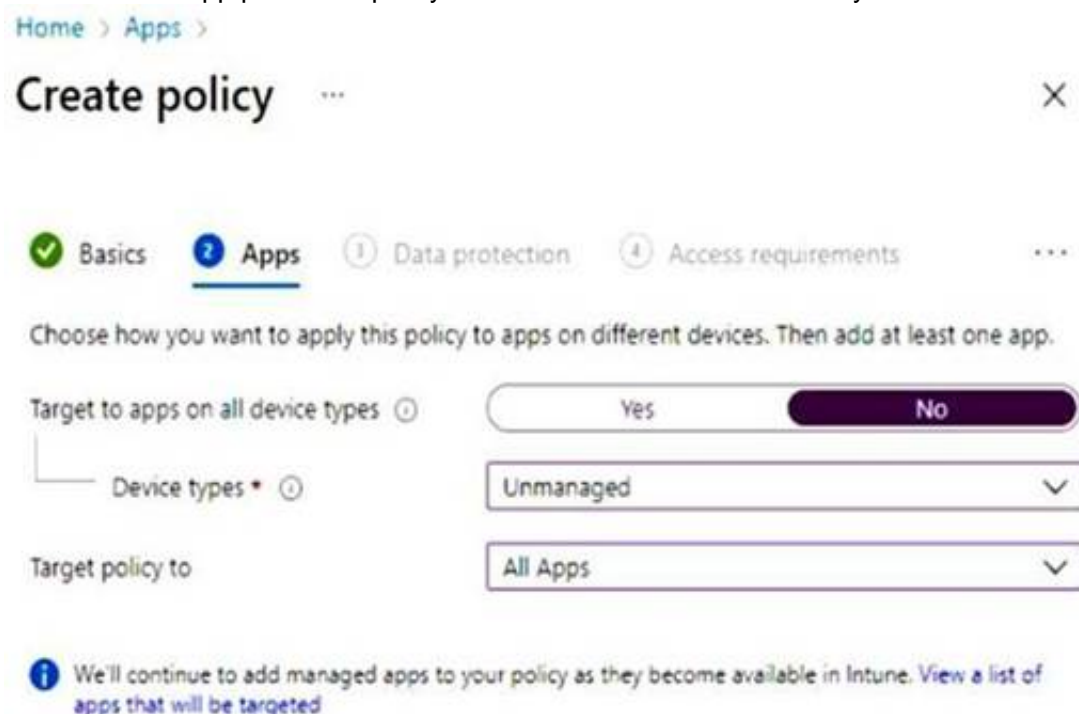 Home > Apps >
Create policy ...
Basics 2 Apps 3 Data protection 4 Access requirements ...
Choose how you want to apply this policy to apps on different devices. Then add at least one app.
Target to apps on all device types Yes No
Device types * Unmanaged
Target policy to All Apps
We'll continue to add managed apps to your policy as they become available in Intune. View a list of
apps that will be targeted